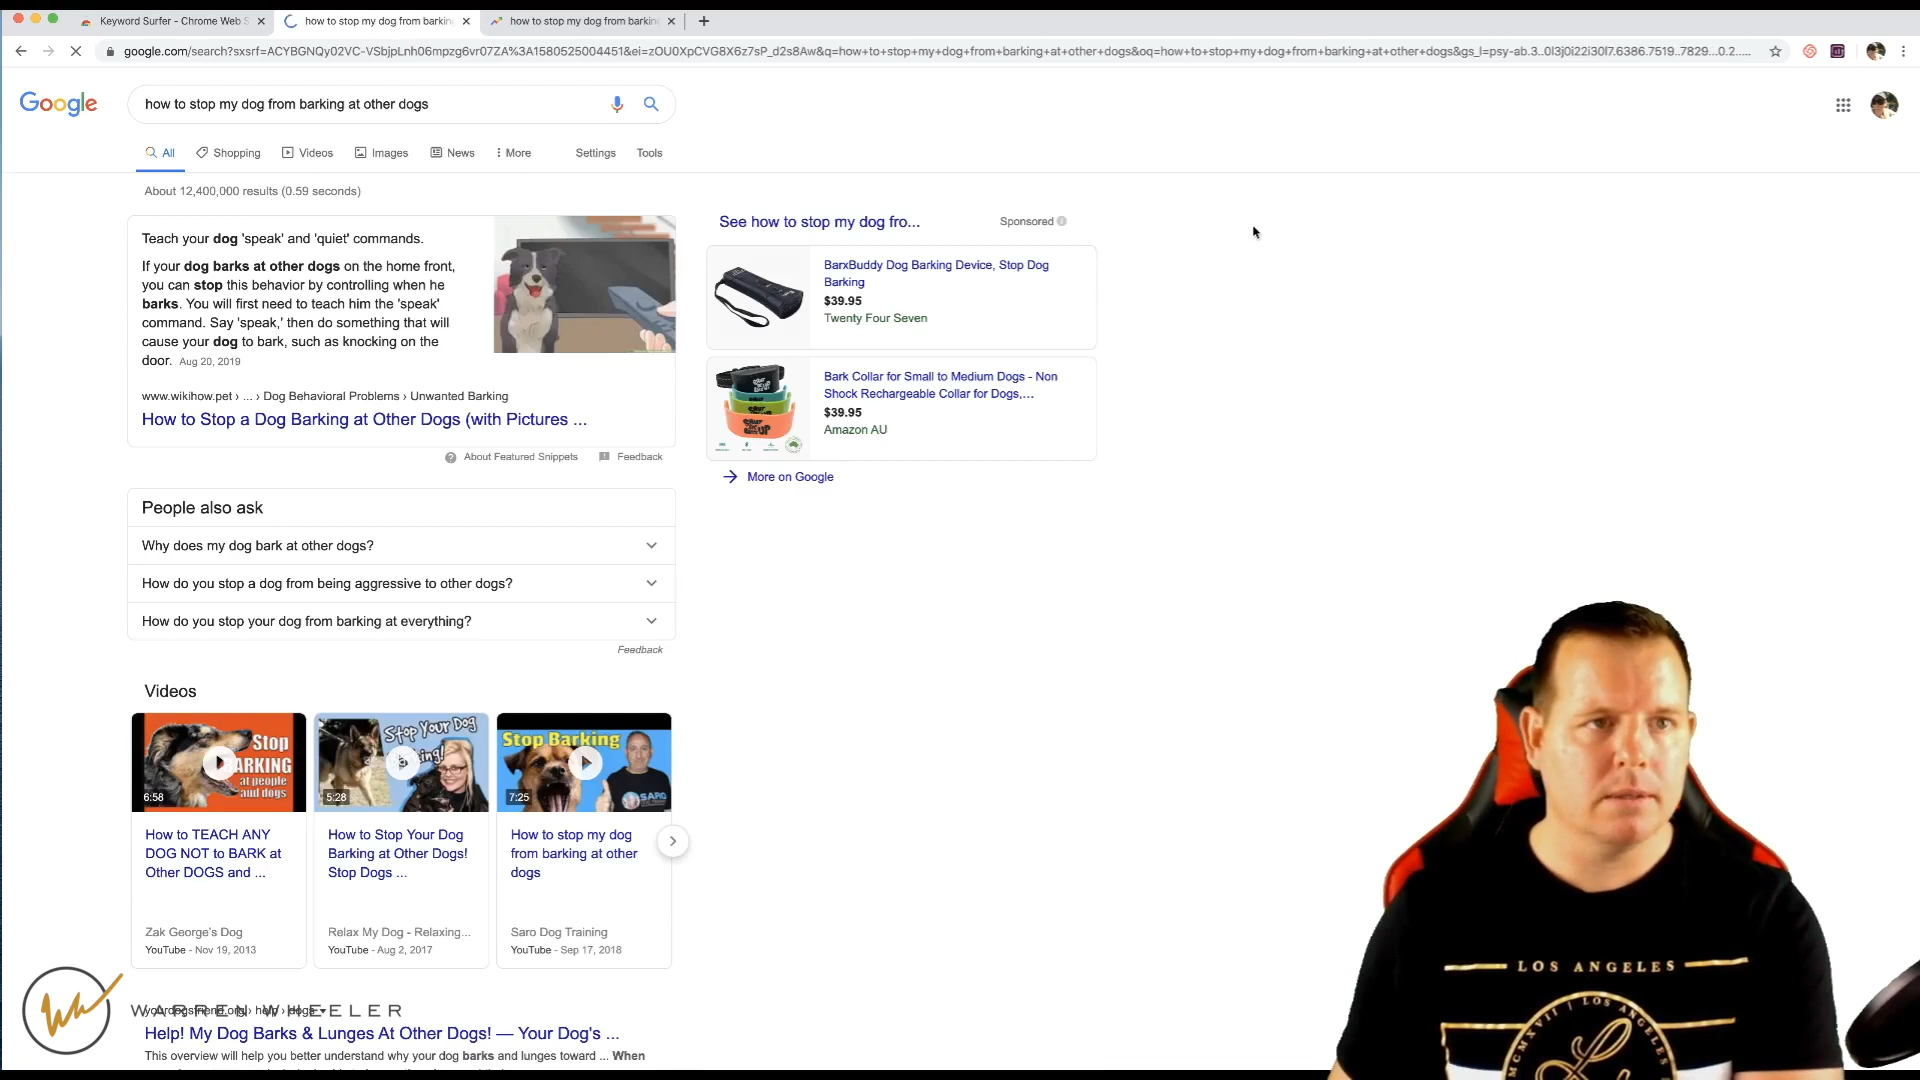 Keyword Surfer - Chrome Web S
how to stop my dog from barking
how to stop my dog from barking
google.com/search?sxsrf=ACYBGNQy02VC-VSbjpLnh06mpzg6vr07ZA%3A1580525004451&ei=zOU0XpCVG8X6z7sP_d2s8Aw&q=how+to+stop+my+dog+from+barking+at+other+dogs&oq=how+to+stop+my+dog+from+barking+at+other+dogs&gs_l=psy-ab.3..0l3j0i22i30l7.6386.7519..7829...0.2.....
Google
how to stop my dog from barking at other dogs
All Shopping Videos Images News More Settings Tools
About 12,400,000 results (0.59 seconds)
Teach your dog 'speak' and 'quiet' commands.
If your dog barks at other dogs on the home front,
you can stop this behavior by controlling when he
barks. You will first need to teach him the 'speak'
command. Say 'speak,' then do something that will
cause your dog to bark, such as knocking on the
door. Aug 20, 2019
www.wikihow.pet › ... › Dog Behavioral Problems › Unwanted Barking
How to Stop a Dog Barking at Other Dogs (with Pictures ...
About Featured Snippets Feedback
See how to stop my dog fro... Sponsored
BarxBuddy Dog Barking Device, Stop Dog
Barking
$39.95
Twenty Four Seven
Bark Collar for Small to Medium Dogs - Non
Shock Rechargeable Collar for Dogs,...
$39.95
Amazon AU
More on Google
People also ask
Why does my dog bark at other dogs?
How do you stop a dog from being aggressive to other dogs?
How do you stop your dog from barking at everything?
Feedback
Videos
Stop
BARKING
at people
and dogs
6:58
Stop Your Dog
Barking!
5:28
Stop Barking
SARO
7:25
How to TEACH ANY
DOG NOT to BARK at
Other DOGS and ...
Zak George's Dog
YouTube - Nov 19, 2013
How to Stop Your Dog
Barking at Other Dogs!
Stop Dogs ...
Relax My Dog - Relaxing...
YouTube - Aug 2, 2017
How to stop my dog
from barking at other
dogs
Saro Dog Training
YouTube - Sep 17, 2018
WARREN WHEELER
yourdogsfriend.org › help › dogs
Help! My Dog Barks & Lunges At Other Dogs! — Your Dog's ...
This overview will help you better understand why your dog barks and lunges toward ... When
LOS ANGELES
LOS ANGELES
MCMXVII